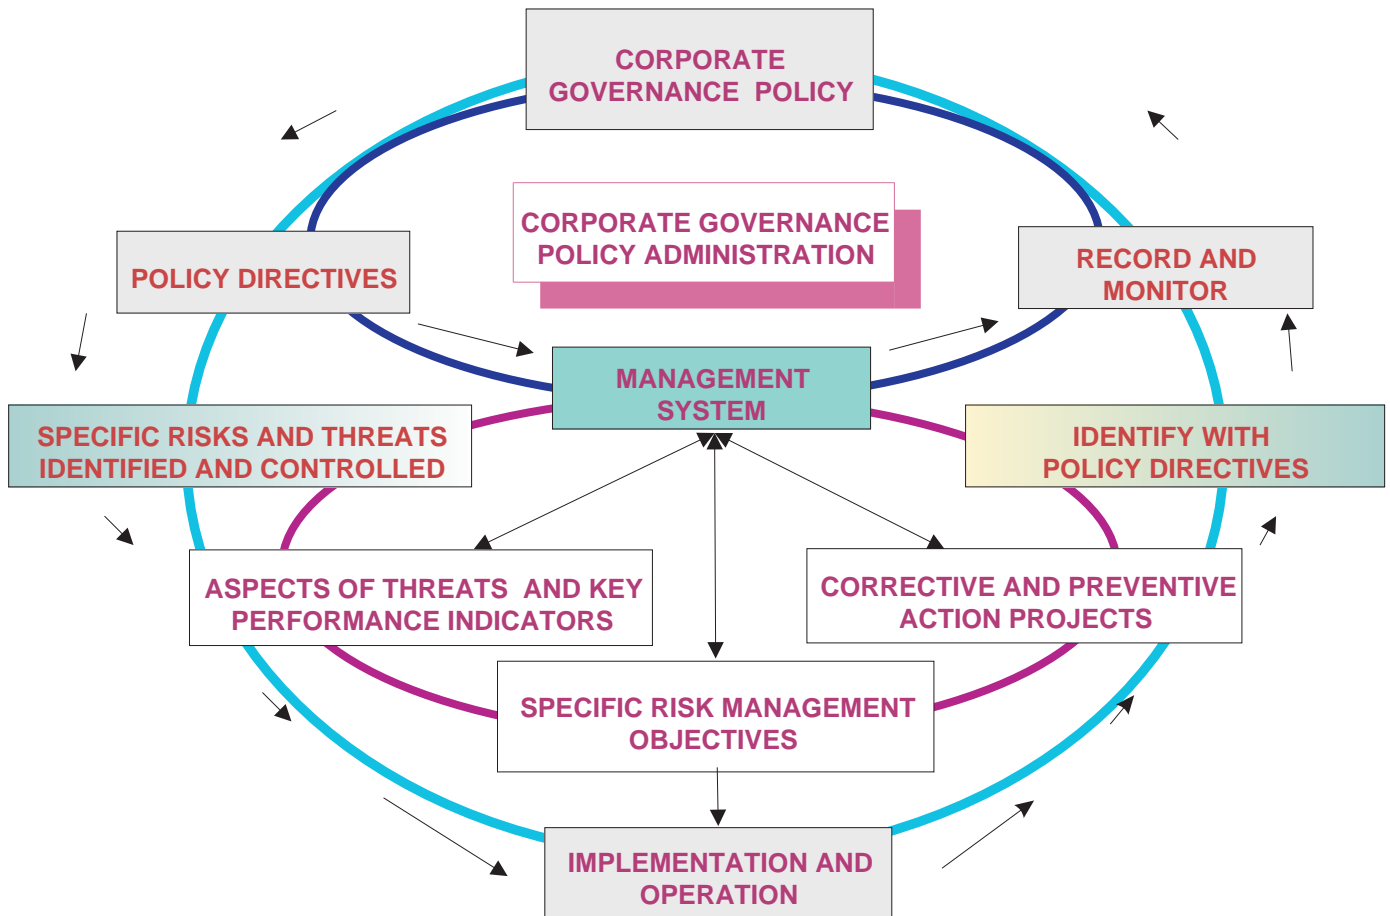 CORPORATE
GOVERNANCE POLICY
CORPORATE GOVERNANCE
POLICY ADMINISTRATION
POLICY DIRECTIVES
RECORD AND
MONITOR
MANAGEMENT
SYSTEM
SPECIFIC RISKS AND THREATS
IDENTIFIED AND CONTROLLED
IDENTIFY WITH
POLICY DIRECTIVES
ASPECTS OF THREATS AND KEY
PERFORMANCE INDICATORS
CORRECTIVE AND PREVENTIVE
ACTION PROJECTS
SPECIFIC RISK MANAGEMENT
OBJECTIVES
IMPLEMENTATION AND
OPERATION